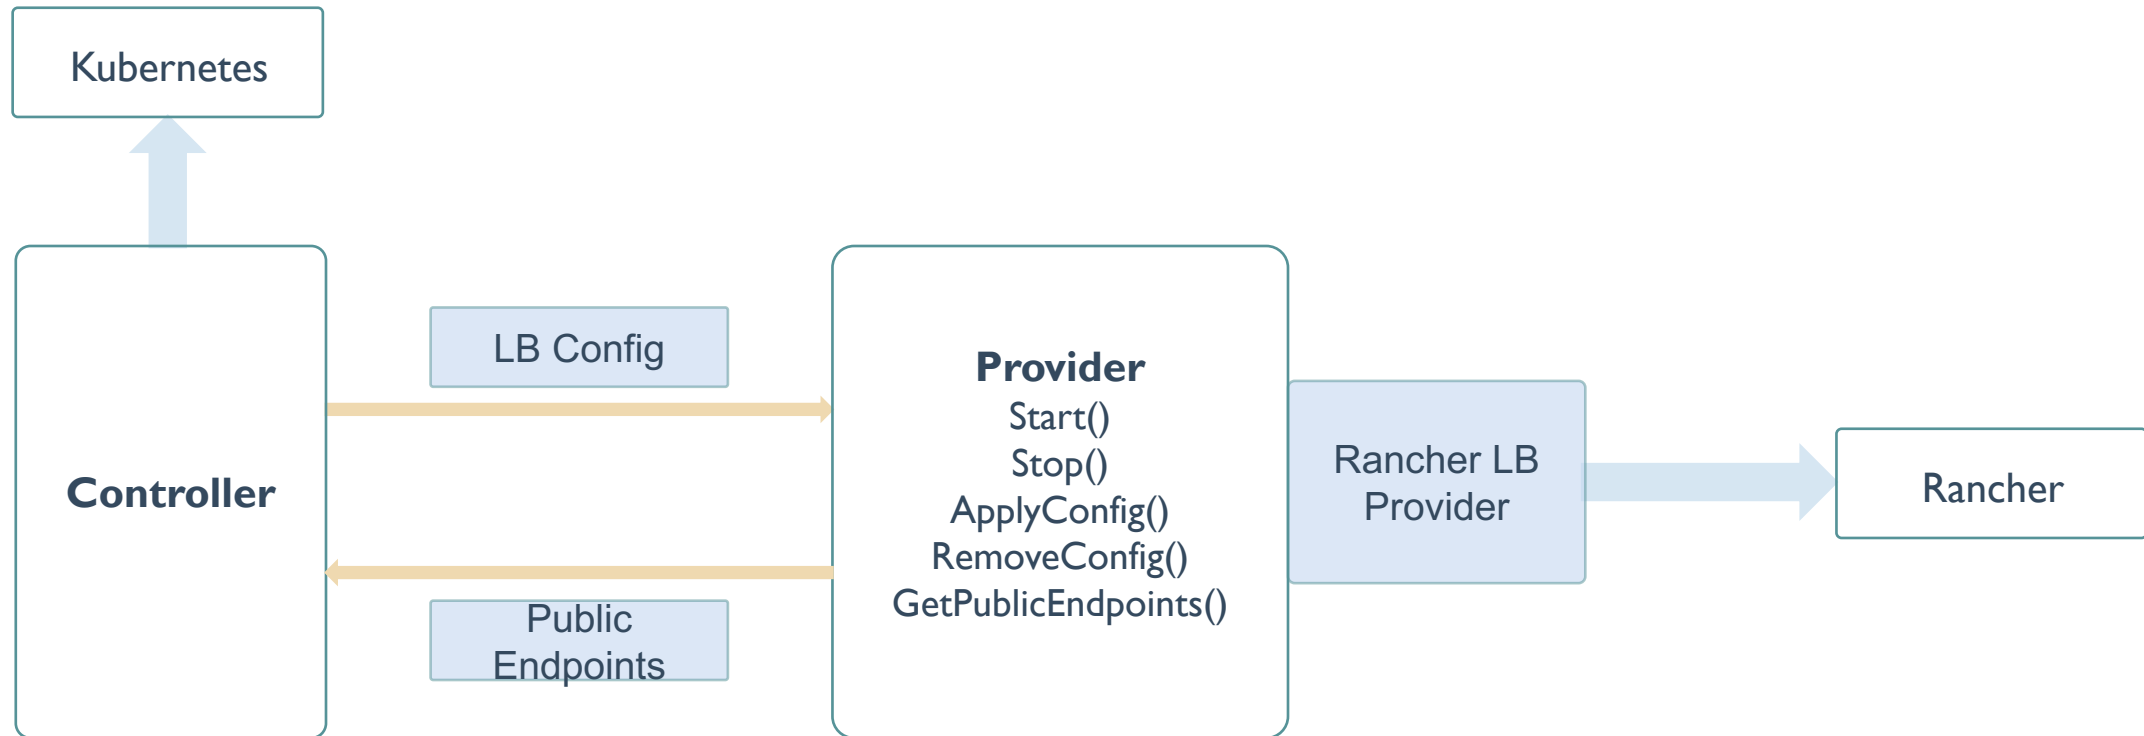 Kubernetes
Controller
LB Config
Public
Endpoints
Provider
Start()
Stop()
ApplyConfig()
RemoveConfig()
GetPublicEndpoints()
Rancher LB
Provider
Rancher